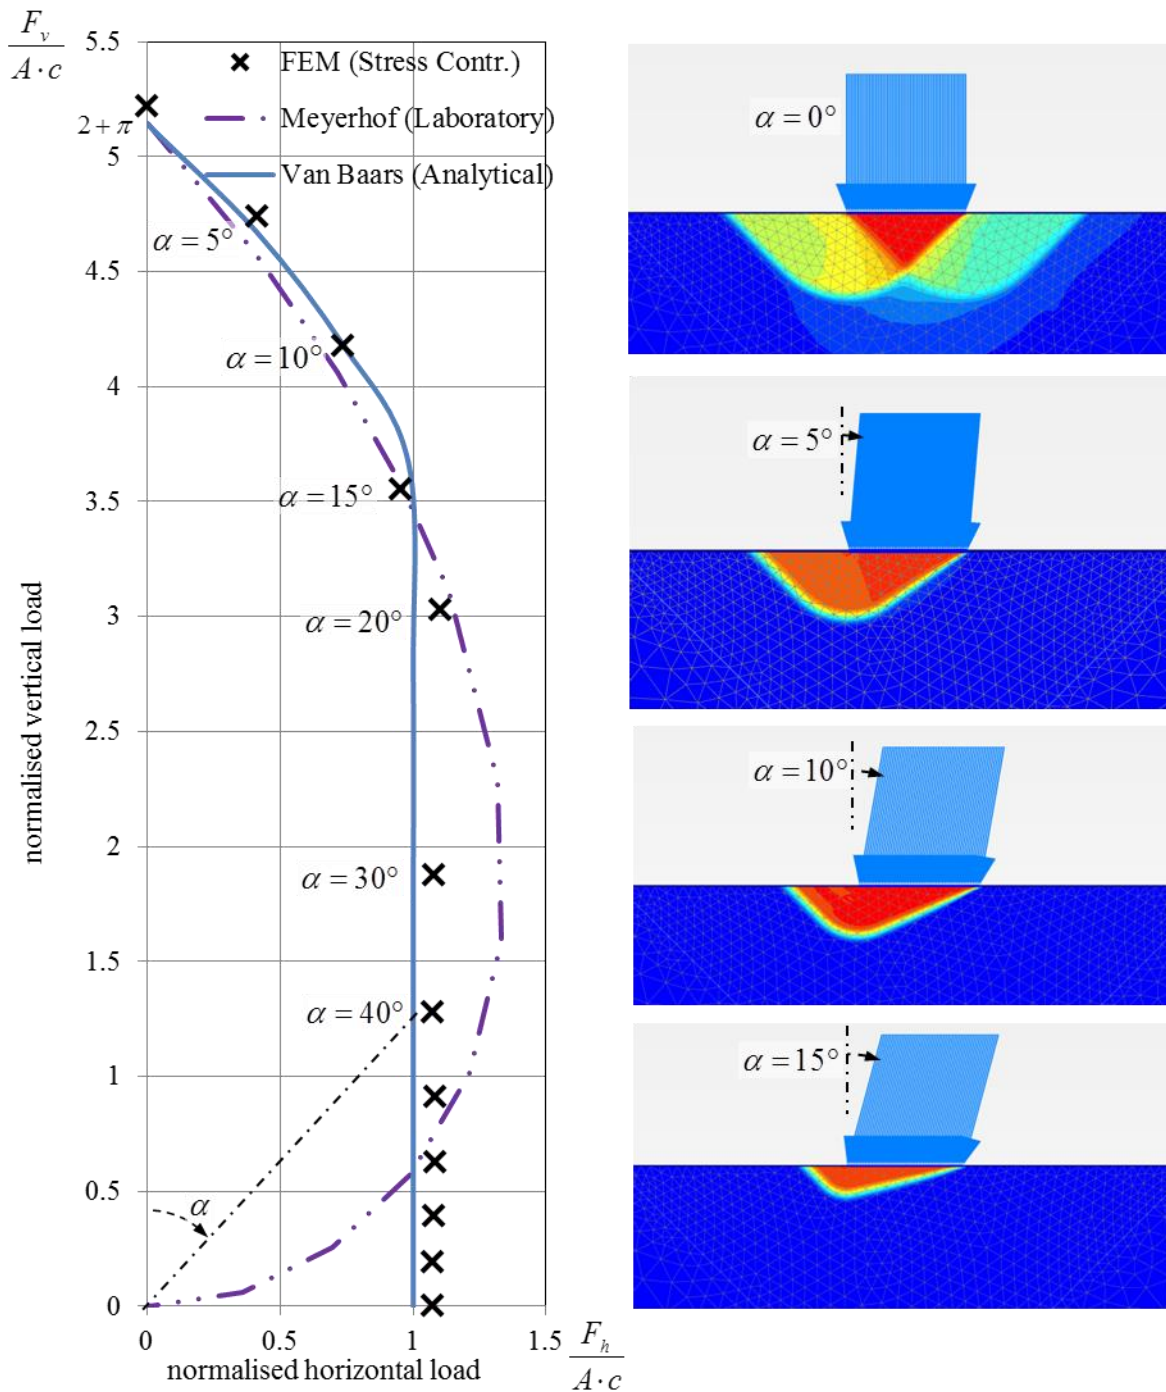 F_v
A · c
5.5
FEM (Stress Contr.)
Meyerhof (Laboratory)
Van Baars (Analytical)
2 + π
5
α = 5°
4.5
α = 10°
4
α = 15°
3.5
α = 20°
3
2.5
2
α = 30°
1.5
α = 40°
1
α
0.5
0
normalised vertical load
0
0.5
1
1.5
normalised horizontal load
F_h
A · c
α = 0°
α = 5°
α = 10°
α = 15°